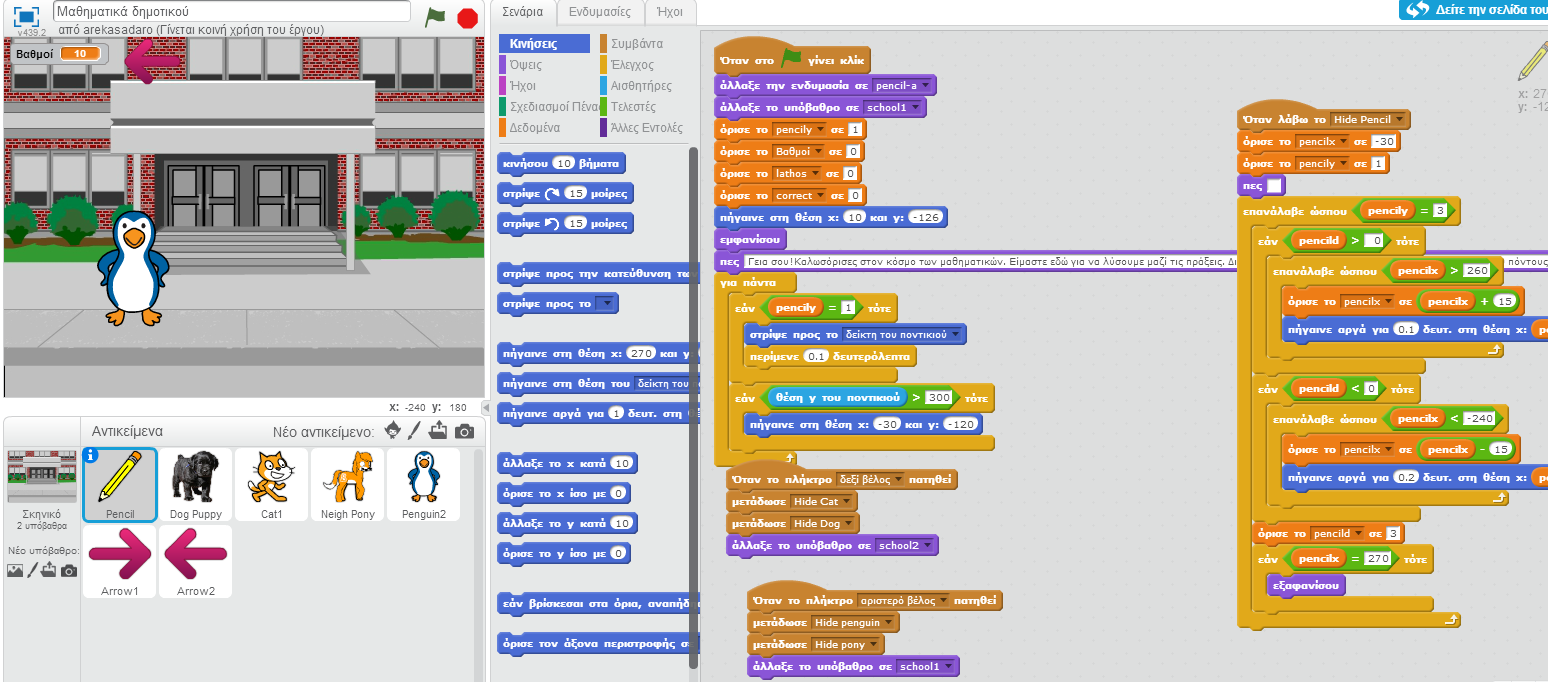 Μαθηματικά δημοτικού
v439.2
από arekasadaro (Γίνεται κοινή χρήση του έργου)
Βαθμοί 10
x: -240 y: 180
Αντικείμενα
Νέο αντικείμενο:
Σκηνικό
2 υπόβαθρα
Νέο υπόβαθρο:
Pencil
Dog Puppy
Cat1
Neigh Pony
Penguin2
Arrow1
Arrow2
Σενάρια
Ενδυμασίες
Ήχοι
Δείτε την σελίδα του
Κινήσεις
Όψεις
Ήχοι
Σχεδιασμοί Πένας
Δεδομένα
Συμβάντα
Έλεγχος
Αισθητήρες
Τελεστές
Άλλες Εντολές
κινήσου 10 βήματα
στρίψε 15 μοίρες
στρίψε 15 μοίρες
στρίψε προς την κατεύθυνση των
στρίψε προς το
πήγαινε στη θέση x: 270 και y
πήγαινε στη θέση του δείκτη του
πήγαινε αργά για 1 δευτ. στη θ
άλλαξε το x κατά 10
όρισε το x ίσο με 0
άλλαξε το y κατά 10
όρισε το y ίσο με 0
εάν βρίσκεσαι στα όρια, αναπήδ
όρισε τον άξονα περιστροφής σ
Όταν στο γίνει κλικ
άλλαξε την ενδυμασία σε pencil-a
άλλαξε το υπόβαθρο σε school1
όρισε το pencily σε 1
όρισε το Βαθμοί σε 0
όρισε το lathos σε 0
όρισε το correct σε 0
πήγαινε στη θέση x: 10 και y: -126
εμφανίσου
πες Γεια σου!Καλωσόρισες στον κόσμο των μαθηματικών. Είμαστε εδώ για να λύσουμε μαζί τις πράξεις. Δι
πόντους
για πάντα
εάν pencily = 1 τότε
στρίψε προς το δείκτη του ποντικιού
περίμενε 0.1 δευτερόλεπτα
εάν θέση y του ποντικιού > 300 τότε
πήγαινε στη θέση x: -30 και y: -120
Όταν το πλήκτρο δεξί βέλος πατηθεί
μετάδωσε Hide Cat
μετάδωσε Hide Dog
άλλαξε το υπόβαθρο σε school2
Όταν το πλήκτρο αριστερό βέλος πατηθεί
μετάδωσε Hide penguin
μετάδωσε Hide pony
άλλαξε το υπόβαθρο σε school1
x: 27
y: -12
Όταν λάβω το Hide Pencil
όρισε το pencilx σε -30
όρισε το pencily σε 1
πες
επανάλαβε ώσπου pencily = 3
εάν pencild > 0 τότε
επανάλαβε ώσπου pencilx > 260
όρισε το pencilx σε pencilx + 15
πήγαινε αργά για 0.1 δευτ. στη θέση x: pe
εάν pencild < 0 τότε
επανάλαβε ώσπου pencilx < -240
όρισε το pencilx σε pencilx - 15
πήγαινε αργά για 0.2 δευτ. στη θέση x: pe
όρισε το pencild σε 3
εάν pencilx = 270 τότε
εξαφανίσου